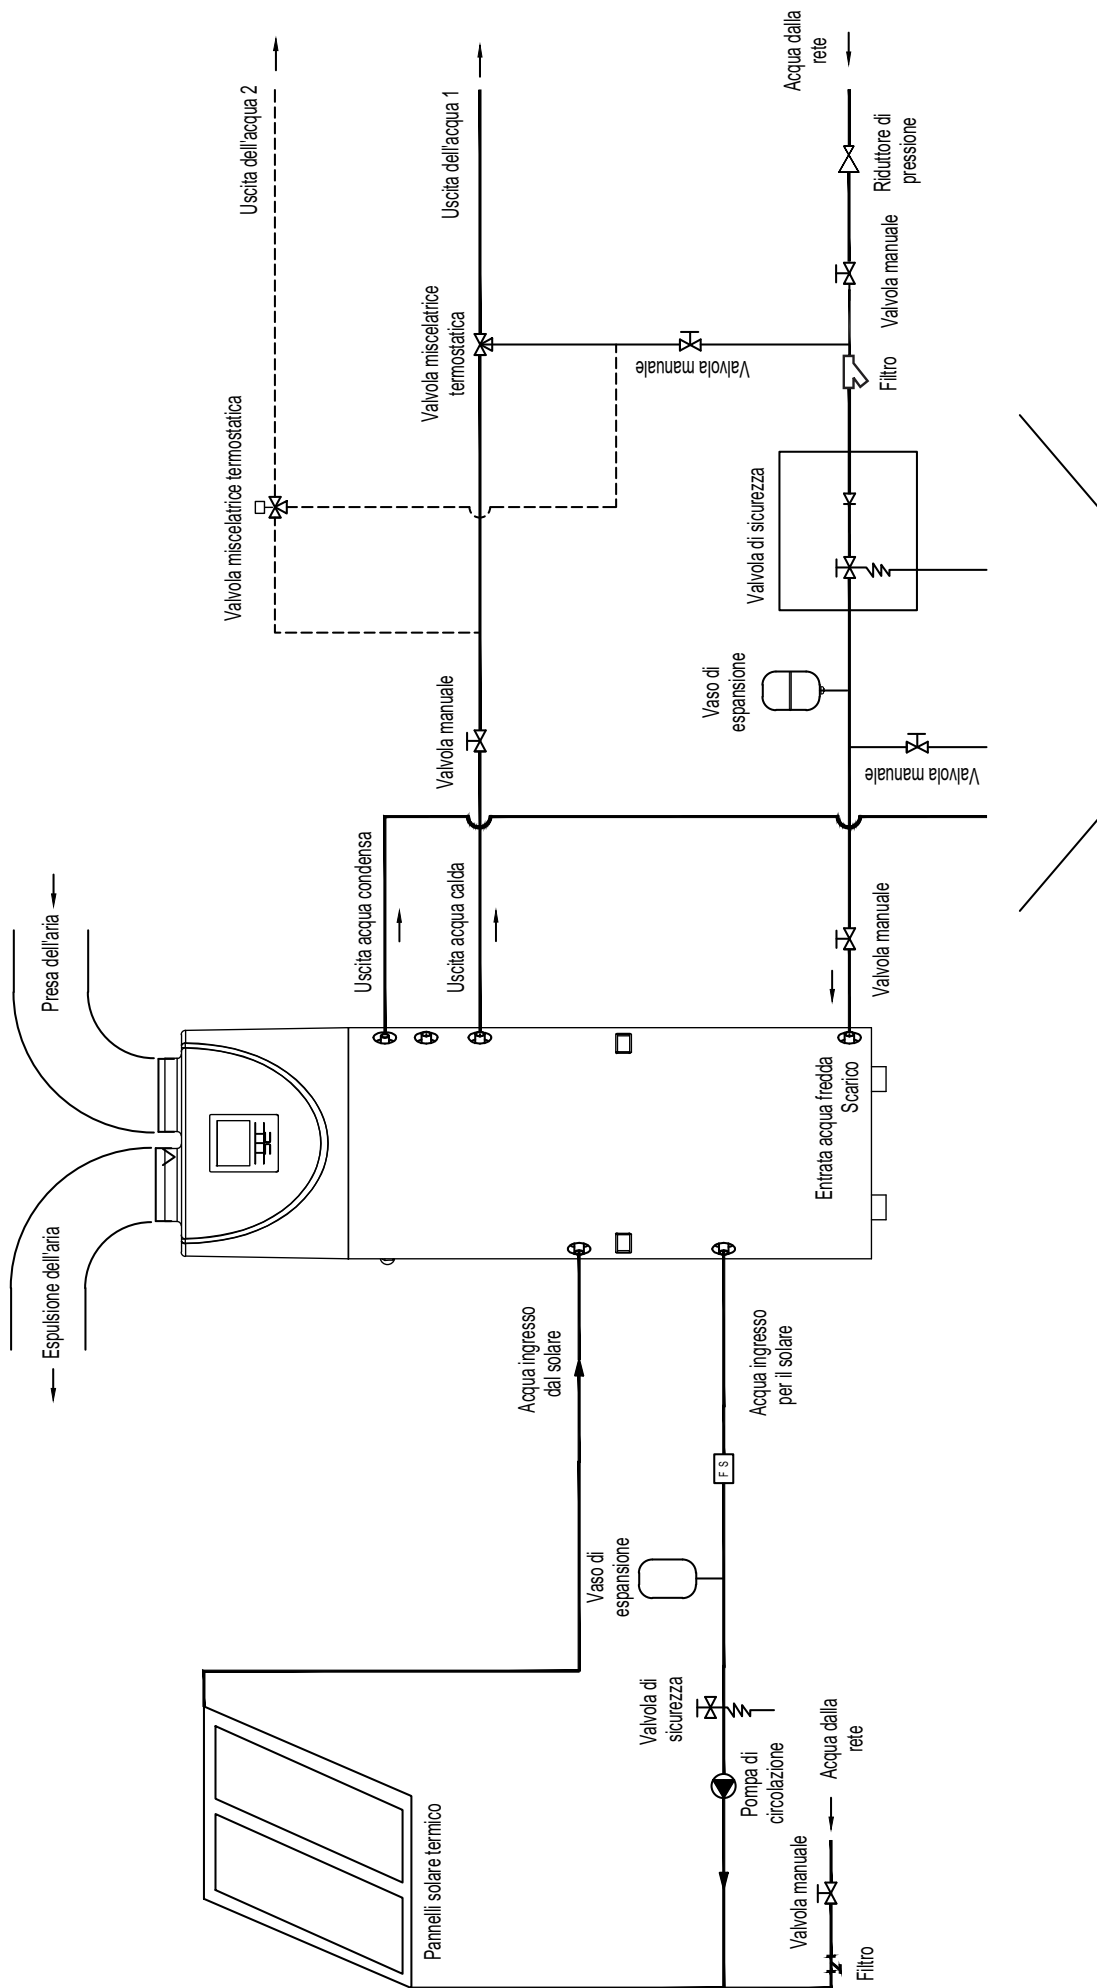 Espulsione dell'aria
Presa dell'aria
Valvola miscelatrice termostatica
Uscita dell'acqua 2
Uscita acqua condensa
Valvola miscelatrice
termostatica
Pannelli solare termico
Valvola manuale
Uscita dell'acqua 1
Uscita acqua calda
Acqua ingresso
dal solare
Vaso di
espansione
Valvola di
sicurezza
Valvola manuale
Vaso di
espansione
F S
Pompa di
circolazione
Valvola di sicurezza
Acqua ingresso
per il solare
Acqua dalla
rete
Valvola manuale
Entrata acqua fredda
Scarico
Acqua dalla
rete
Filtro
Valvola manuale
Riduttore di
pressione
Filtro
Valvola manuale
Valvola manuale